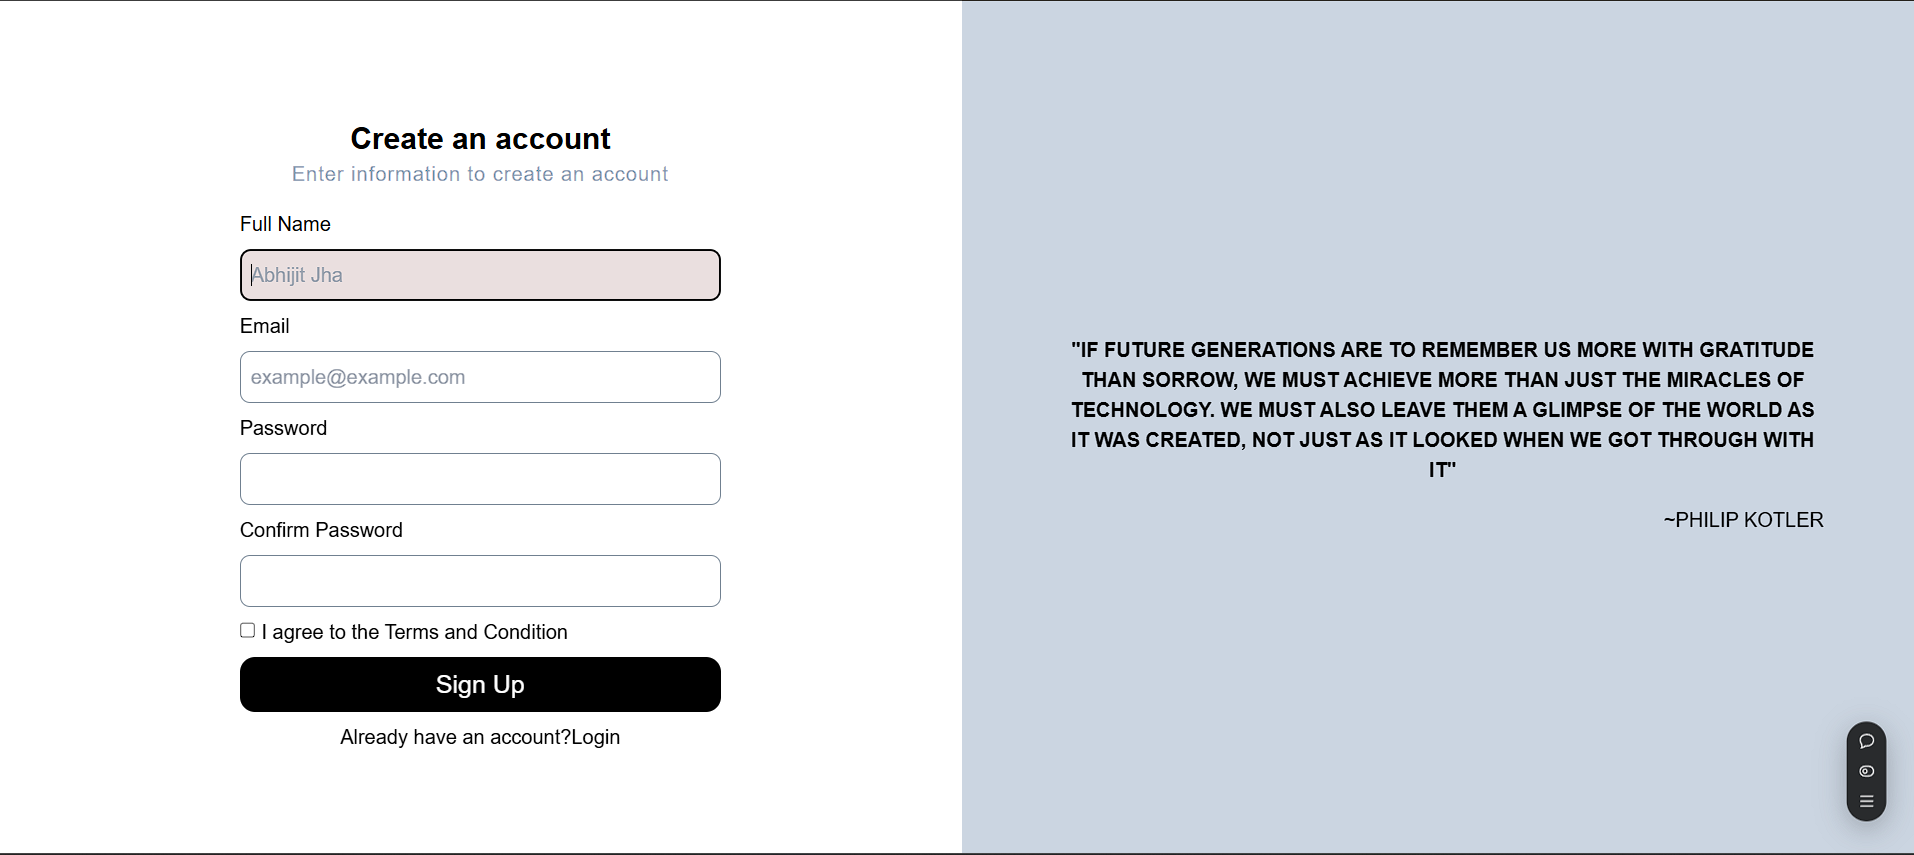 Create an account
Enter information to create an account
Full Name
Abhijit Jha
Email
example@example.com
Password
Confirm Password
I agree to the Terms and Condition
Sign Up
Already have an account?Login
"IF FUTURE GENERATIONS ARE TO REMEMBER US MORE WITH GRATITUDE
THAN SORROW, WE MUST ACHIEVE MORE THAN JUST THE MIRACLES OF
TECHNOLOGY. WE MUST ALSO LEAVE THEM A GLIMPSE OF THE WORLD AS
IT WAS CREATED, NOT JUST AS IT LOOKED WHEN WE GOT THROUGH WITH
IT"
~PHILIP KOTLER